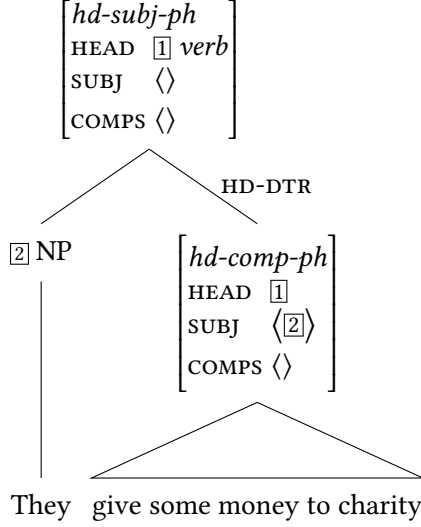 hd-subj-ph
HEAD 1 verb
SUBJ ⟨⟩
COMPS ⟨⟩
HD-DTR
2 NP
hd-comp-ph
HEAD 1
SUBJ ⟨2⟩
COMPS ⟨⟩
They give some money to charity